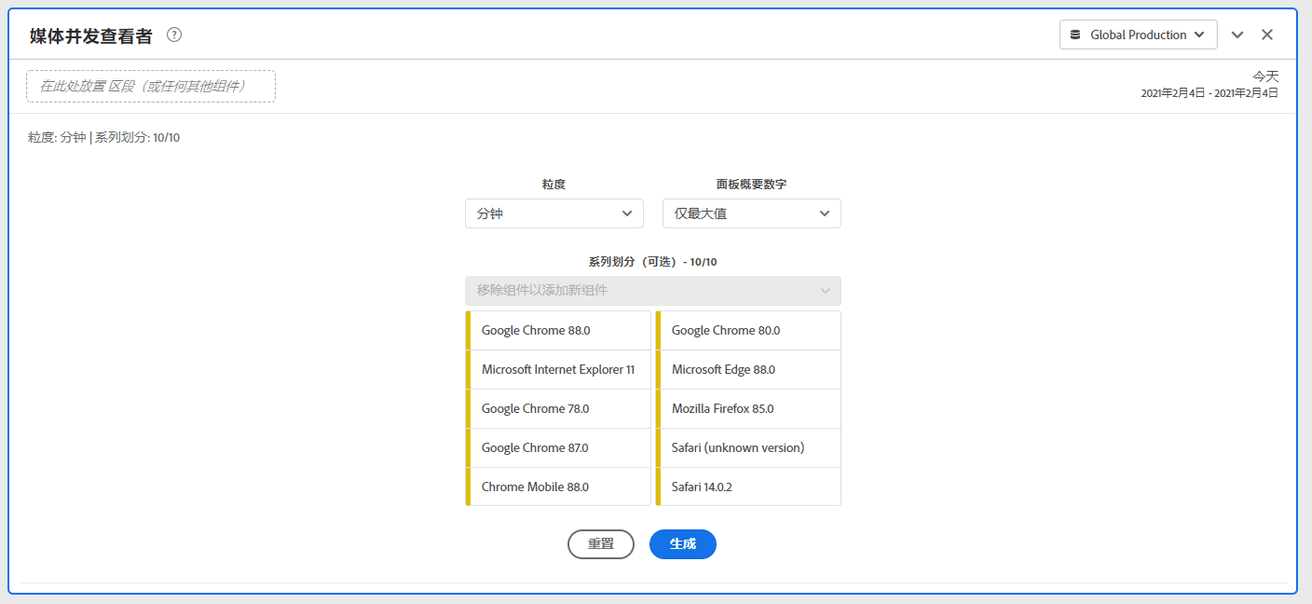 媒体并发查看者 ?
Global Production
在此处放置 区段（或任何其他组件）
今天
2021年2月4日 - 2021年2月4日
粒度: 分钟 | 系列划分: 10/10
粒度
面板概要数字
分钟
仅最大值
系列划分（可选） - 10/10
移除组件以添加新组件
Google Chrome 88.0
Google Chrome 80.0
Microsoft Internet Explorer 11
Microsoft Edge 88.0
Google Chrome 78.0
Mozilla Firefox 85.0
Google Chrome 87.0
Safari (unknown version)
Chrome Mobile 88.0
Safari 14.0.2
重置
生成